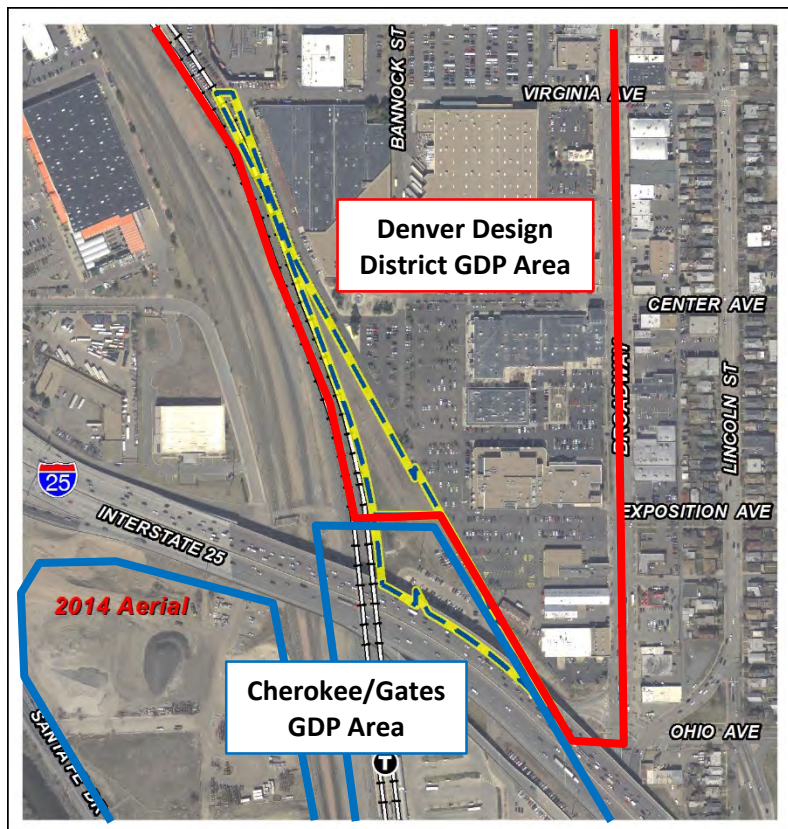 BANNOCK ST
VIRGINIA AVE
Denver Design
District GDP Area
CENTER AVE
BROADWAY
LINCOLN ST
25
INTERSTATE 25
EXPOSITION AVE
2014 Aerial
Cherokee/Gates
GDP Area
SANTA FE DR
OHIO AVE
T